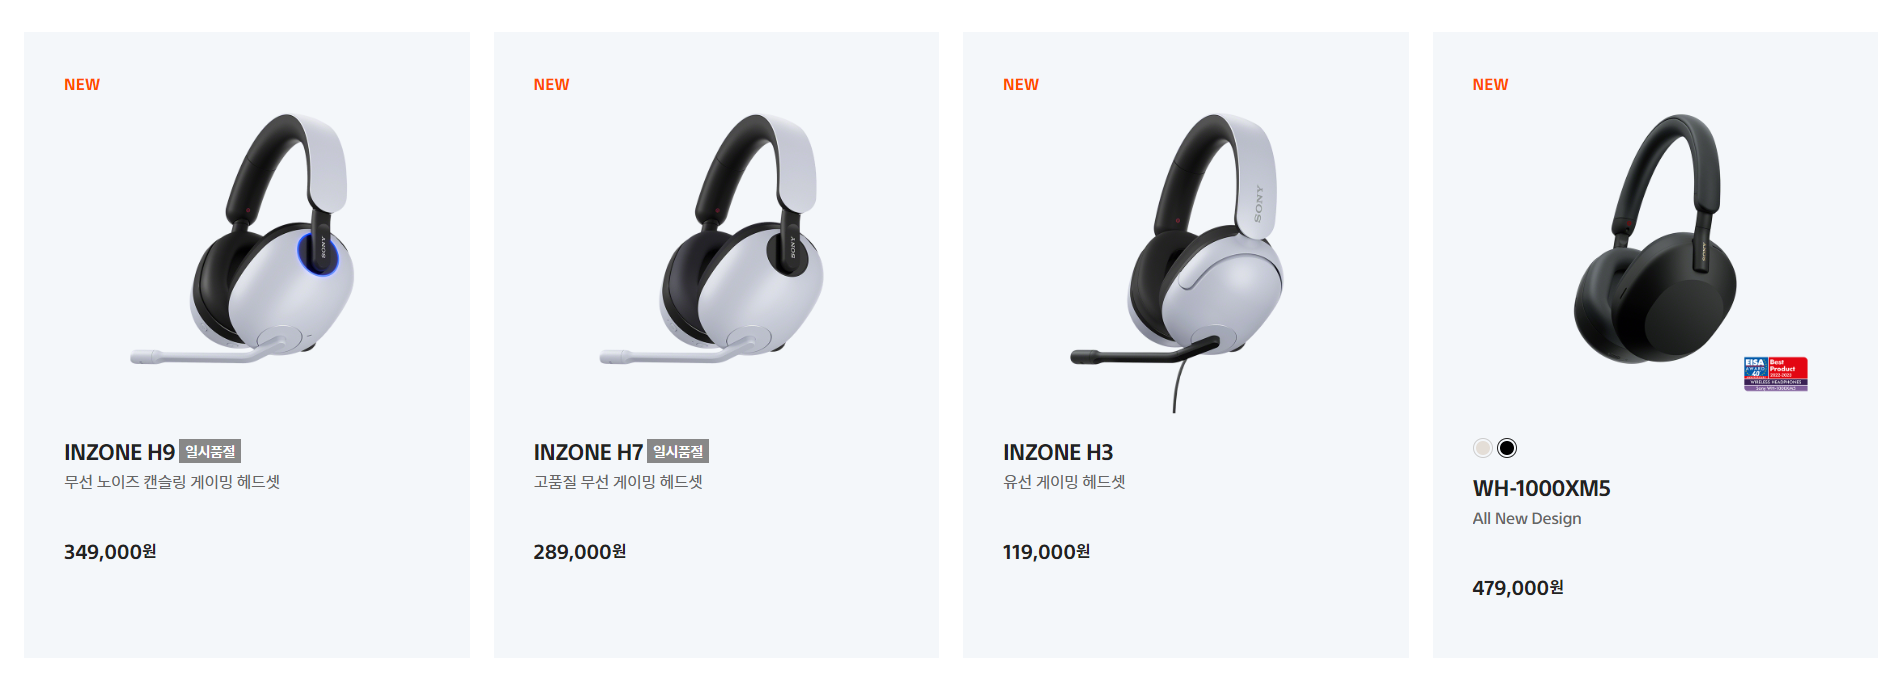 NEW
SONY
INZONE H9 일시품절
무선 노이즈 캔슬링 게이밍 헤드셋
349,000원
NEW
SONY
INZONE H7 일시품절
고품질 무선 게이밍 헤드셋
289,000원
NEW
SONY
INZONE H3
유선 게이밍 헤드셋
119,000원
NEW
SONY
EISA
AWARD
40
Best
Product
2022-2023
WIRELESS HEADPHONES
Sony WH-1000XM5
WH-1000XM5
All New Design
479,000원